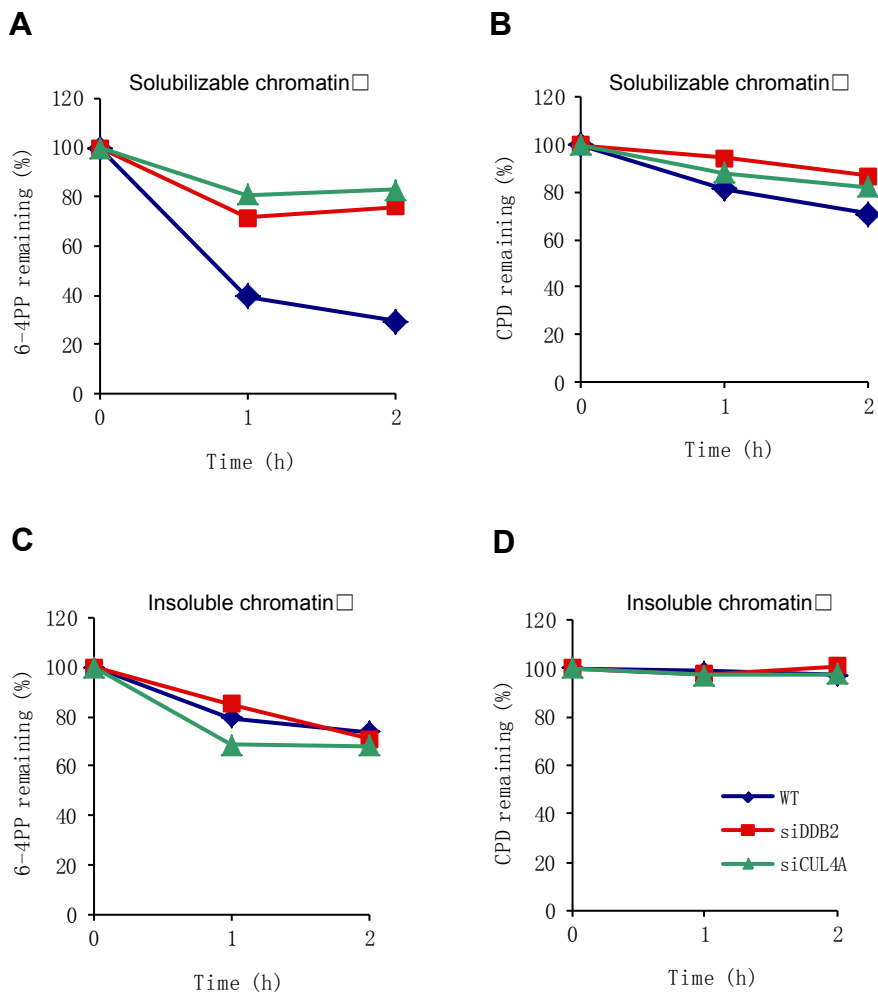 A
Solubilizable chromatin□
120
100
80
60
40
20
0
0 1 2
6-4PP remaining (%)
Time (h)
B
Solubilizable chromatin□
120
100
80
60
40
20
0
0 1 2
CPD remaining (%)
Time (h)
C
Insoluble chromatin□
120
100
80
60
40
20
0
0 1 2
6-4PP remaining (%)
Time (h)
D
Insoluble chromatin□
120
100
80
60
40
20
0
0 1 2
CPD remaining (%)
Time (h)
WT
siDDB2
siCUL4A